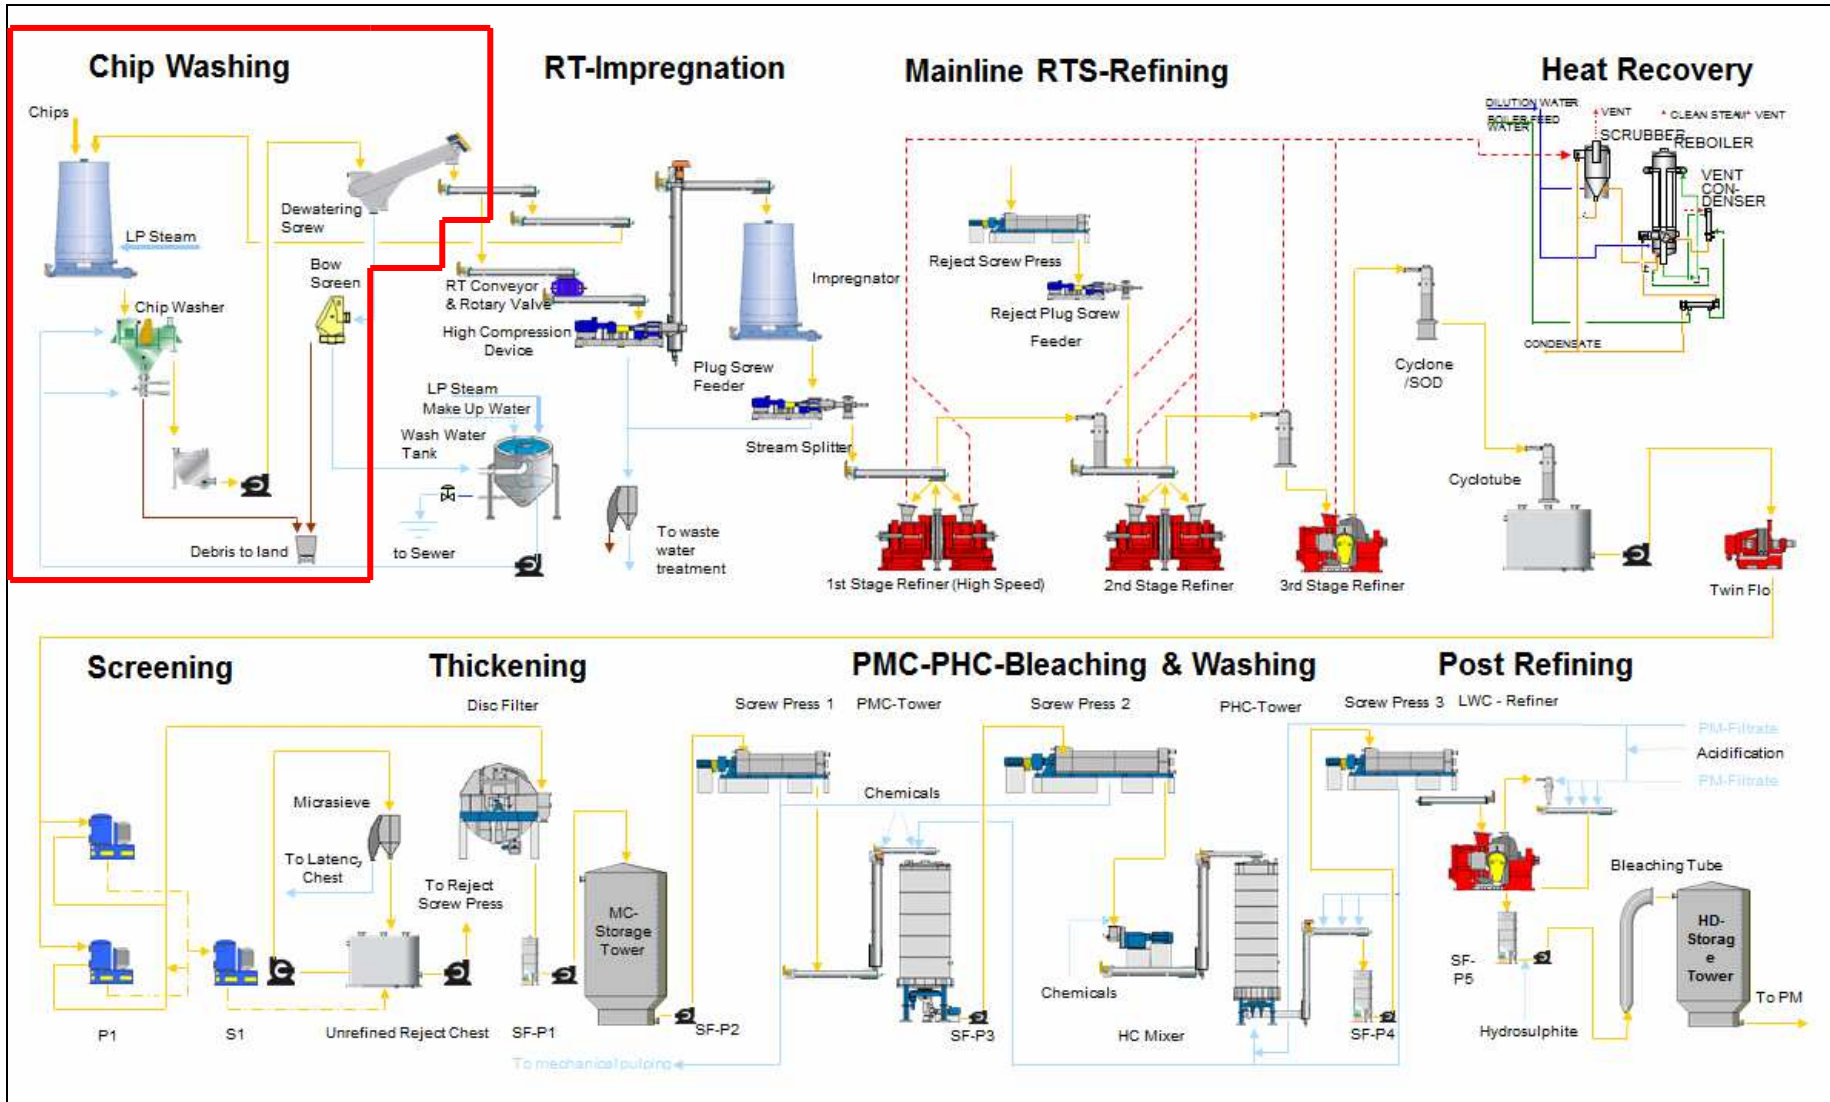 Chip Washing
RT-Impregnation
Mainline RTS-Refining
Heat Recovery
Chips
LP Steam
Dewatering
Screw
Bow
Screen
Chip Washer
Debris to land
RT Conveyor
& Rotary Valve
High Compression
Device
LP Steam
Make Up Water
Wash Water
Tank
to Sewer
To waste
water
treatment
Plug Screw
Feeder
Impregnator
Stream Splitter
Reject Screw Press
Reject Plug Screw
Feeder
1st Stage Refiner (High Speed)
2nd Stage Refiner
3rd Stage Refiner
Cyclone
/SOD
Cyclotube
Twin Flo
DILUTION WATER
BOILER FEED
WATER
VENT
CLEAN STEAM
VENT
SCRUBBER
REBOILER
VENT
CON-
DENSER
CONDENSATE
Screening
Thickening
PMC-PHC-Bleaching & Washing
Post Refining
Disc Filter
Screw Press 1
PMC-Tower
Screw Press 2
PHC-Tower
Screw Press 3
LWC - Refiner
PM-Filtrate
Acidification
PM-Filtrate
Micrasieve
To Latency
Chest
To Reject
Screw Press
MC-
Storage
Tower
Chemicals
Chemicals
Bleaching Tube
HD-
Storag
e
Tower
SF-
P5
To PM
Hydrosulphite
P1
S1
Unrefined Reject Chest
SF-P1
SF-P2
SF-P3
HC Mixer
SF-P4
To mechanical pulping